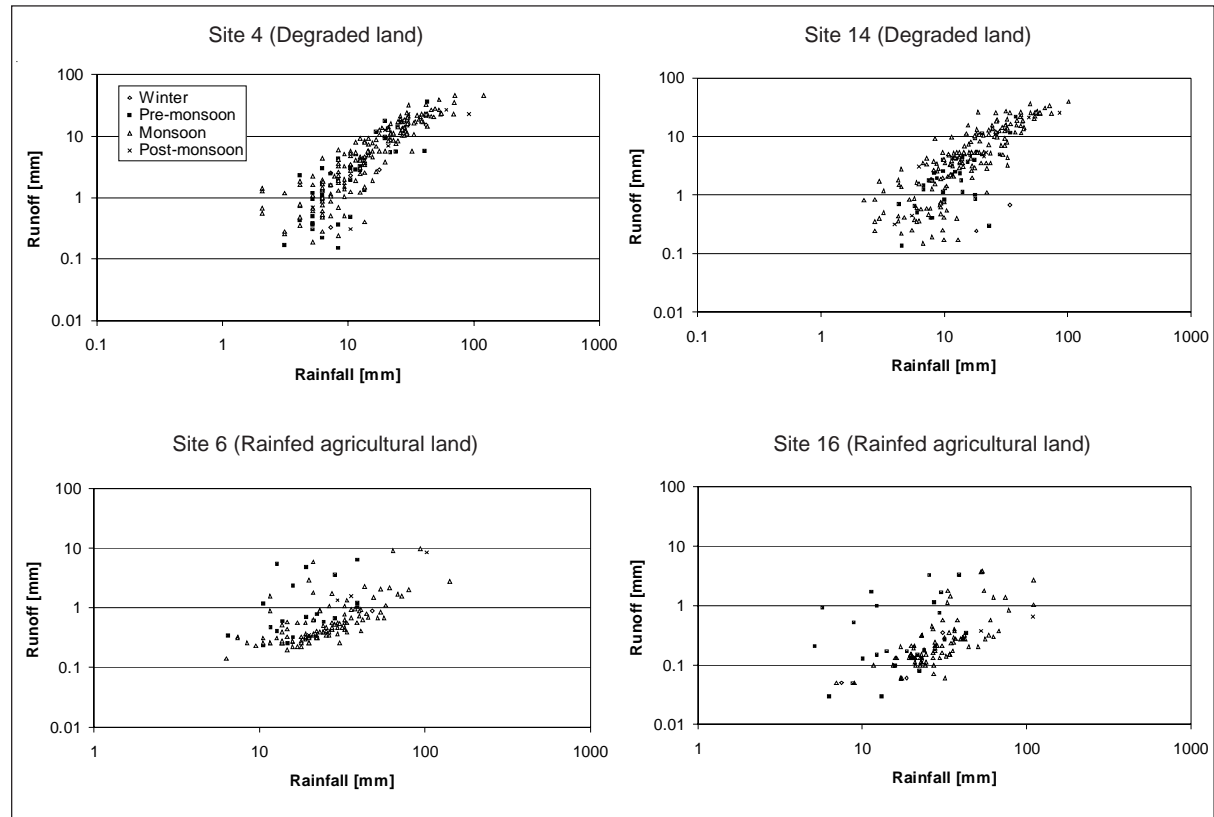 Site 4 (Degraded land)
100
10
1
0.1
0.01
Runoff [mm]
Winter
Pre-monsoon
Monsoon
Post-monsoon
0.1 1 10 100 1000
Rainfall [mm]
Site 14 (Degraded land)
100
10
1
0.1
0.01
Runoff [mm]
0.1 1 10 100 1000
Rainfall [mm]
Site 6 (Rainfed agricultural land)
100
10
1
0.1
0.01
Runoff [mm]
1 10 100 1000
Rainfall [mm]
Site 16 (Rainfed agricultural land)
100
10
1
0.1
0.01
Runoff [mm]
1 10 100 1000
Rainfall [mm]